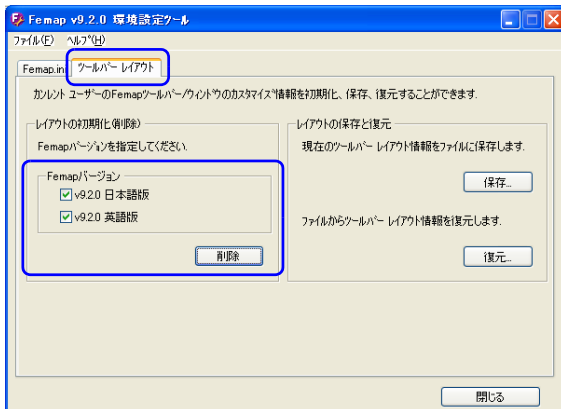 Femap v9.2.0 環境設定ツール
ファイル(F) ヘルプ(H)
Femap.in ツールバー レイアウト
カレント ユーザーのFemapツールバー/ウィンドウのカスタマイズ情報を初期化、保存、復元することができます.
レイアウトの初期化(削除)
Femapバージョンを指定してください.
Femapバージョン
v9.2.0 日本語版
v9.2.0 英語版
削除
レイアウトの保存と復元
現在のツールバー レイアウト情報をファイルに保存します.
保存...
ファイルからツールバー レイアウト情報を復元します.
復元...
閉じる